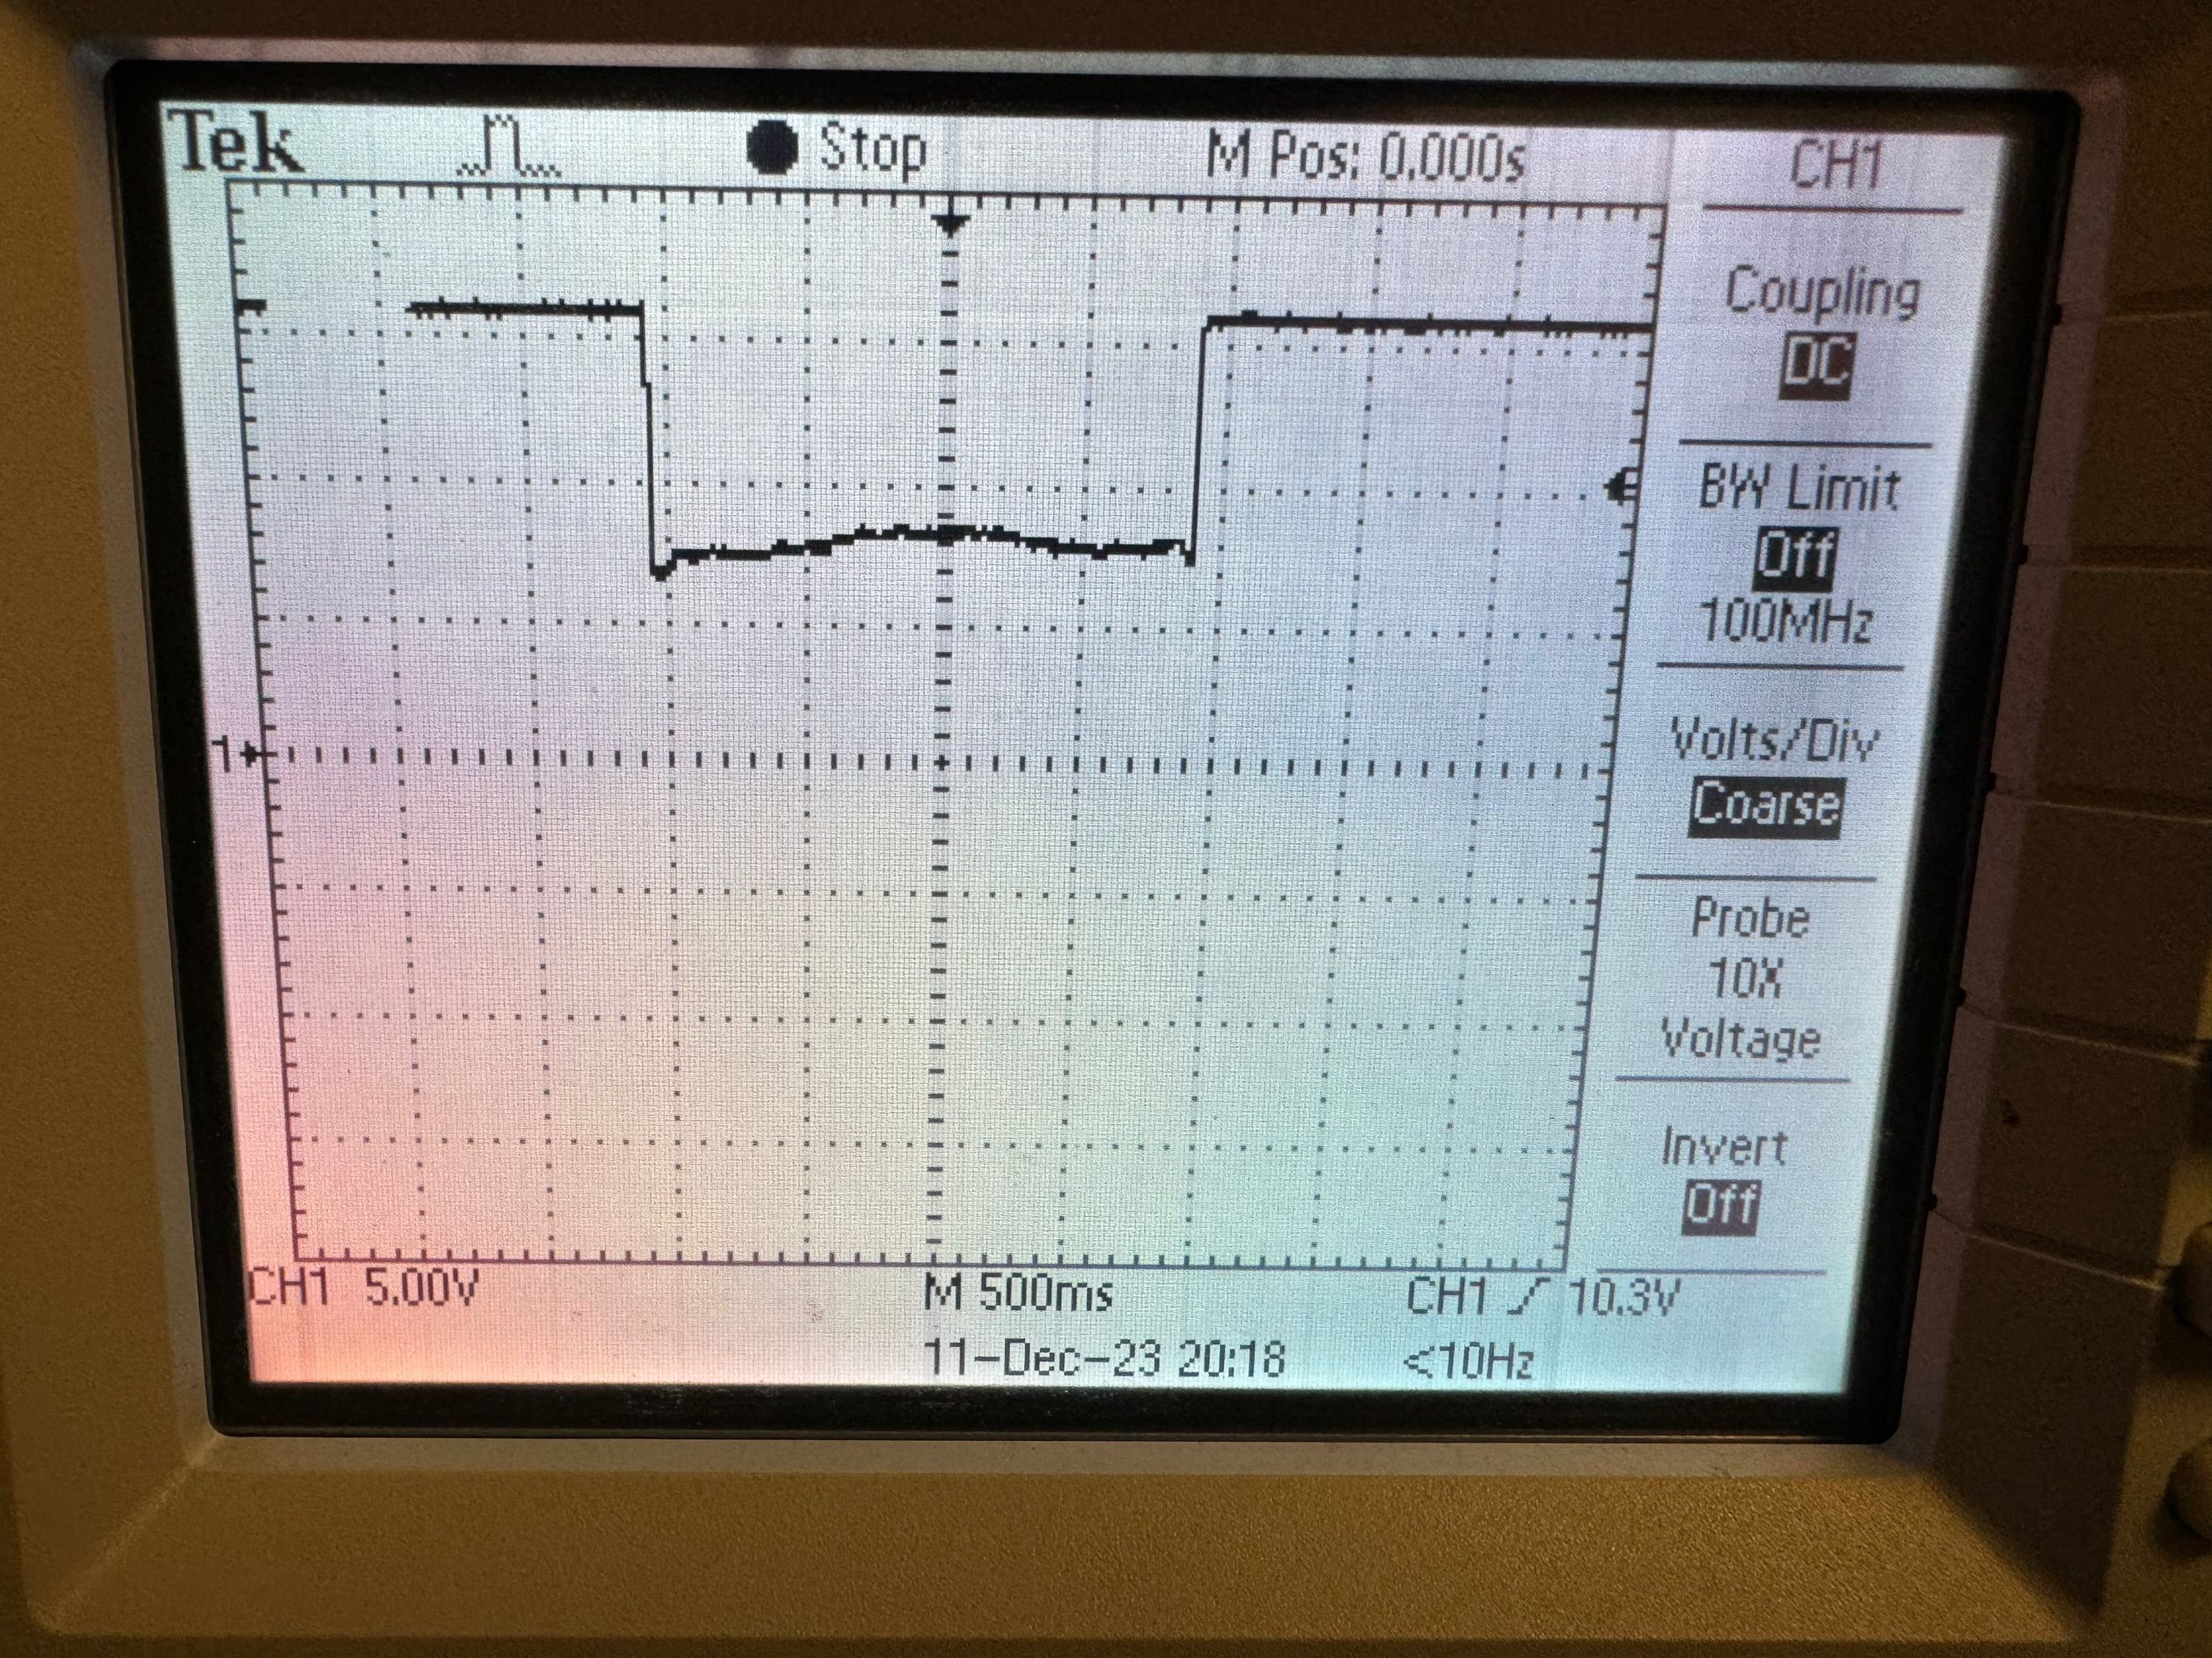 Tek Stop M Pos: 0.000s CH1
Coupling
DC
BW Limit
Off
100MHz
1
Volts/Div
Coarse
Probe
10X
Voltage
Invert
Off
CH1 5.00V M 500ms CH1 10.3V
11-Dec-23 20:18 <10Hz